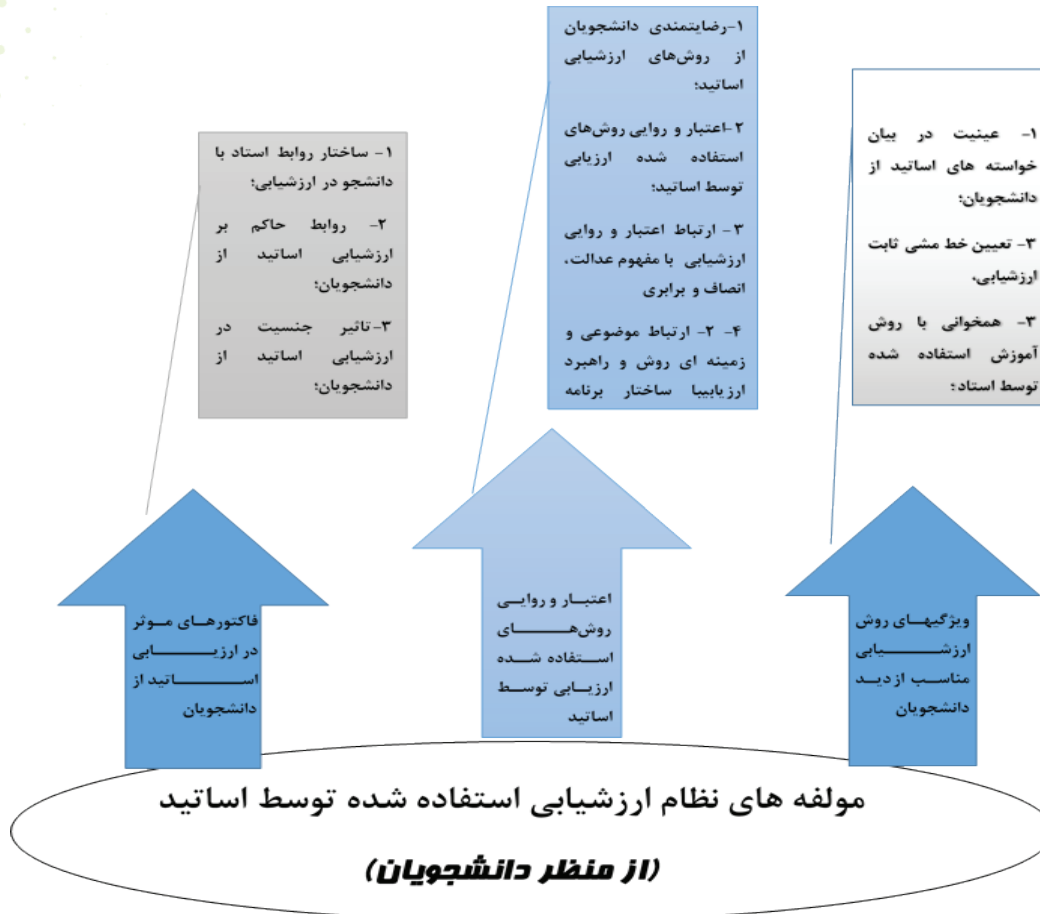 ۱- عینیت در بیان
خواسته های اساتید از
دانشجویان؛
۳- تعیین خط مشی ثابت
ارزشیابی.
۳- همخوانی با روش
آموزش استفاده شده
توسط استاد؛
۱-رضایتمندی دانشجویان
از روش‌های ارزشیابی
اساتید؛
۲-اعتبار و روایی روش‌های
استفاده شده ارزیابی
توسط اساتید؛
۳- ارتباط اعتبار و روایی
ارزشیابی با مفهوم عدالت،
انصاف و برابری
۴- ۲- ارتباط موضوعی و
زمینه ای روش و راهبرد
ارزیابیبا ساختار برنامه
۱- ساختار روابط استاد با
دانشجو در ارزشیابی؛
۲- روابط حاکم بر
ارزشیابی اساتید از
دانشجویان؛
۳-تاثیر جنسیت در
ارزشیابی اساتید از
دانشجویان؛
ویژگیهای روش
ارزشیابی
مناسب از دید
دانشجویان
اعتبار و روایی
روش‌های
استفاده شده
ارزیابی توسط
اساتید
فاکتورهای موثر
در ارزیابی
اساتید از
دانشجویان
مولفه های نظام ارزشیابی استفاده شده توسط اساتید
(از منظر دانشجویان)